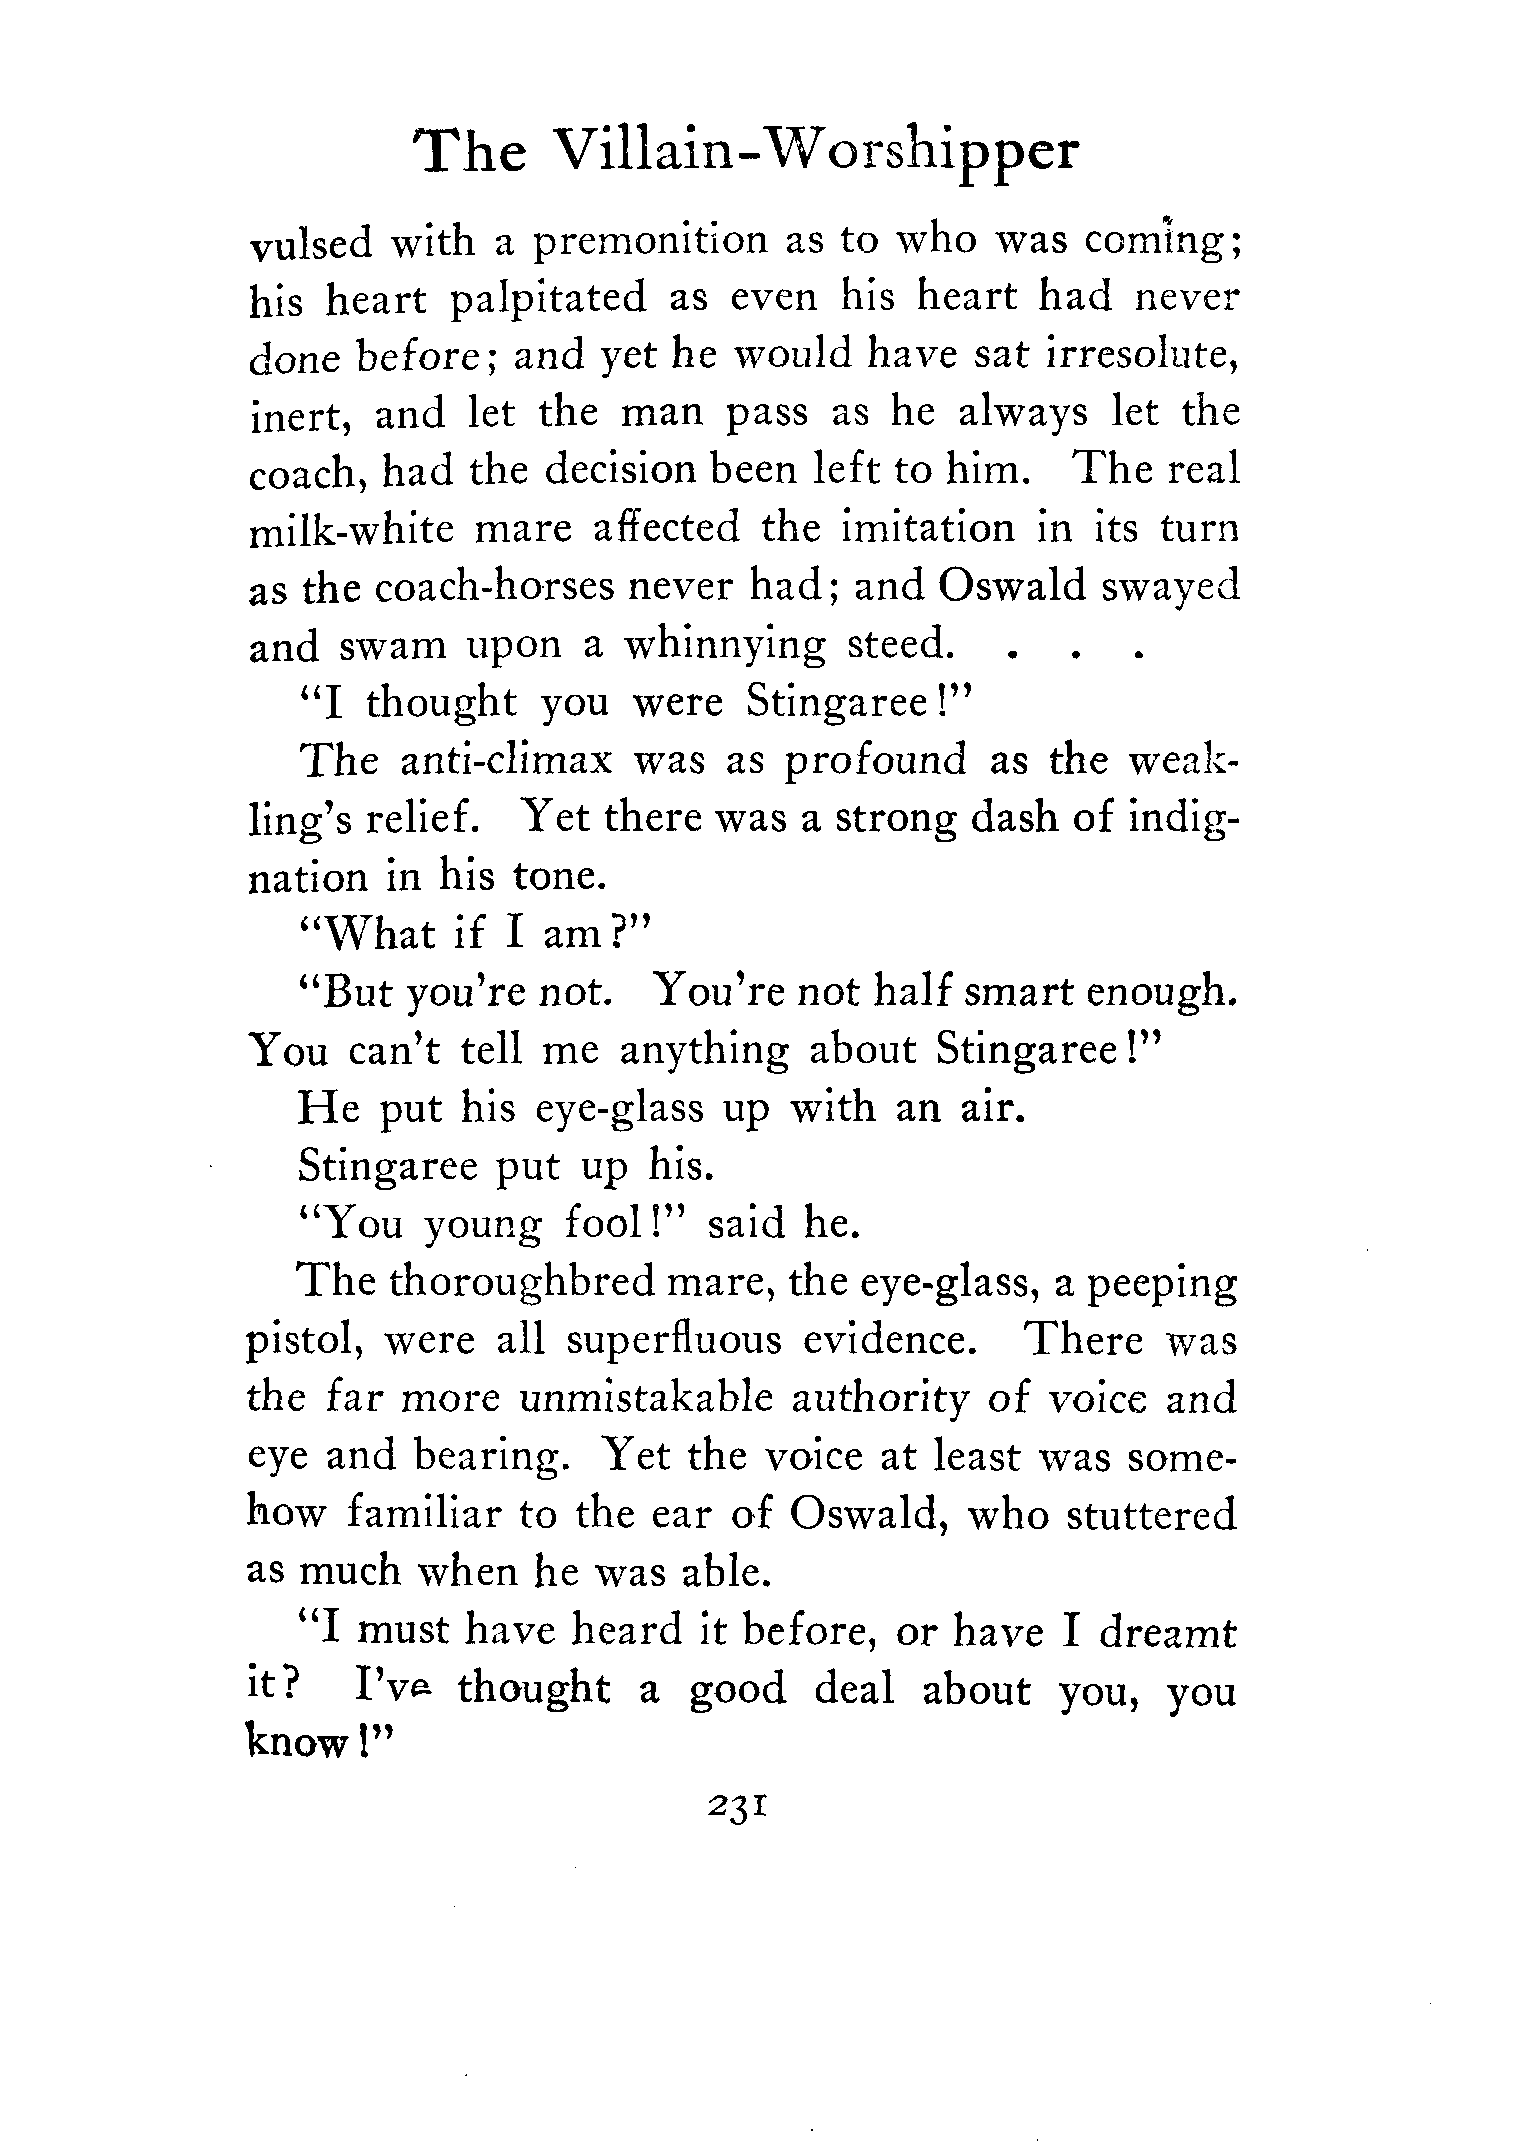 The Villain-Worshipper
vulsed with a premonition as to who was coming;
his heart palpitated as even his heart had never
done before; and yet he would have sat irresolute,
inert, and let the man pass as he always let the
coach, had the decision been left to him. The real
milk-white mare affected the imitation in its turn
as the coach-horses never had; and Oswald swayed
and swam upon a whinnying steed. . . .
"I thought you were Stingaree!"
The anti-climax was as profound as the weak-
ling's relief. Yet there was a strong dash of indig-
nation in his tone.
"What if I am?"
"But you're not. You're not half smart enough.
You can't tell me anything about Stingaree!"
He put his eye-glass up with an air.
Stingaree put up his.
"You young fool!" said he.
The thoroughbred mare, the eye-glass, a peeping
pistol, were all superfluous evidence. There was
the far more unmistakable authority of voice and
eye and bearing. Yet the voice at least was some-
how familiar to the ear of Oswald, who stuttered
as much when he was able.
"I must have heard it before, or have I dreamt
it? I've thought a good deal about you, you
know!"
231